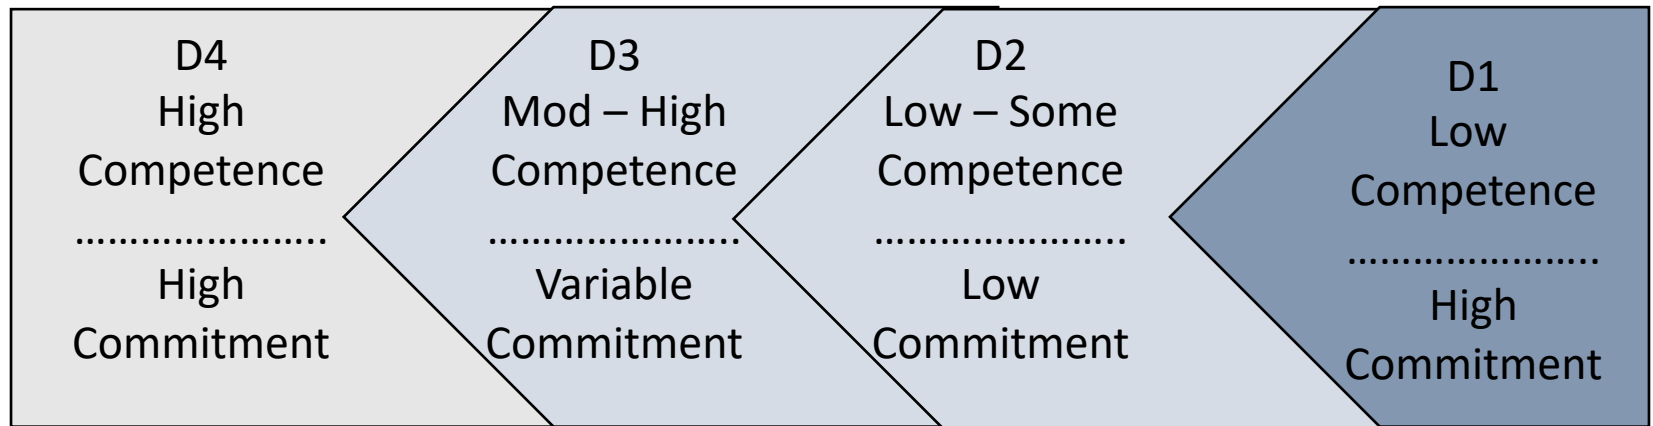 D4
High
Competence
……………………..
High
Commitment
D3
Mod – High
Competence
……………………..
Variable
Commitment
D2
Low – Some
Competence
……………………..
Low
Commitment
D1
Low
Competence
……………………..
High
Commitment